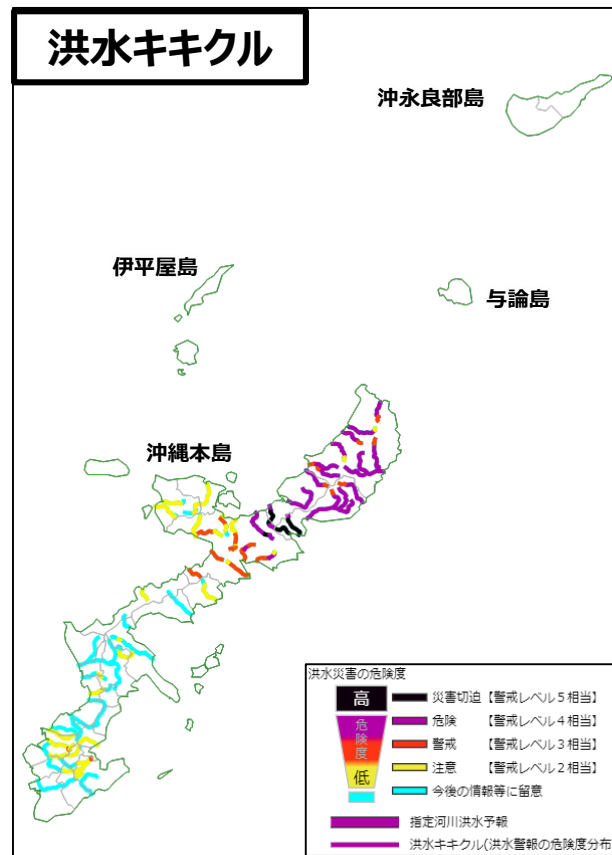 洪水キキクル
沖永良部島
伊平屋島
与論島
沖縄本島
洪水災害の危険度
高
危険度
低
災害切迫【警戒レベル5相当】
危険 【警戒レベル4相当】
警戒 【警戒レベル3相当】
注意 【警戒レベル2相当】
今後の情報等に留意
指定河川洪水予報
洪水キキクル(洪水警報の危険度分布